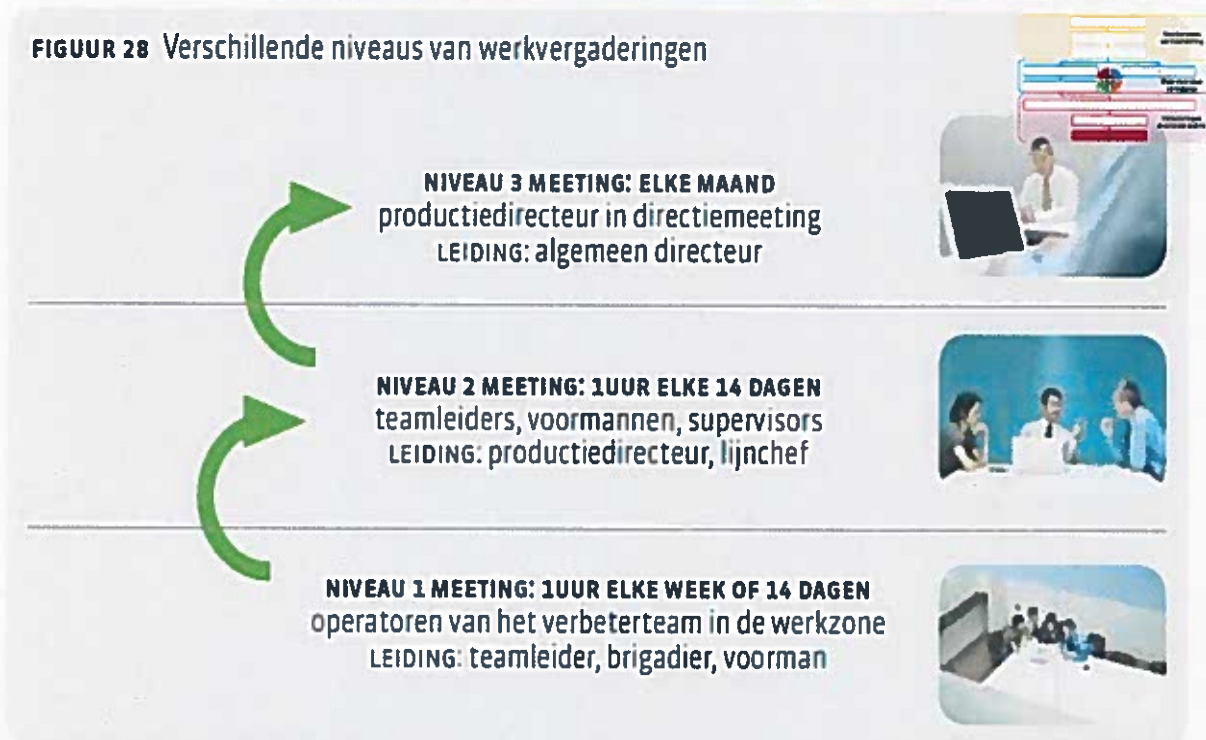 FIGUUR 28 Verschillende niveaus van werkvergaderingen
NIVEAU 3 MEETING: ELKE MAAND
productiedirecteur in directiemeeting
LEIDING: algemeen directeur
NIVEAU 2 MEETING: 1UUR ELKE 14 DAGEN
teamleiders, voormannen, supervisors
LEIDING: productiedirecteur, lijnchef
NIVEAU 1 MEETING: 1UUR ELKE WEEK OF 14 DAGEN
operatoren van het verbeterteam in de werkzone
LEIDING: teamleider, brigadier, voorman